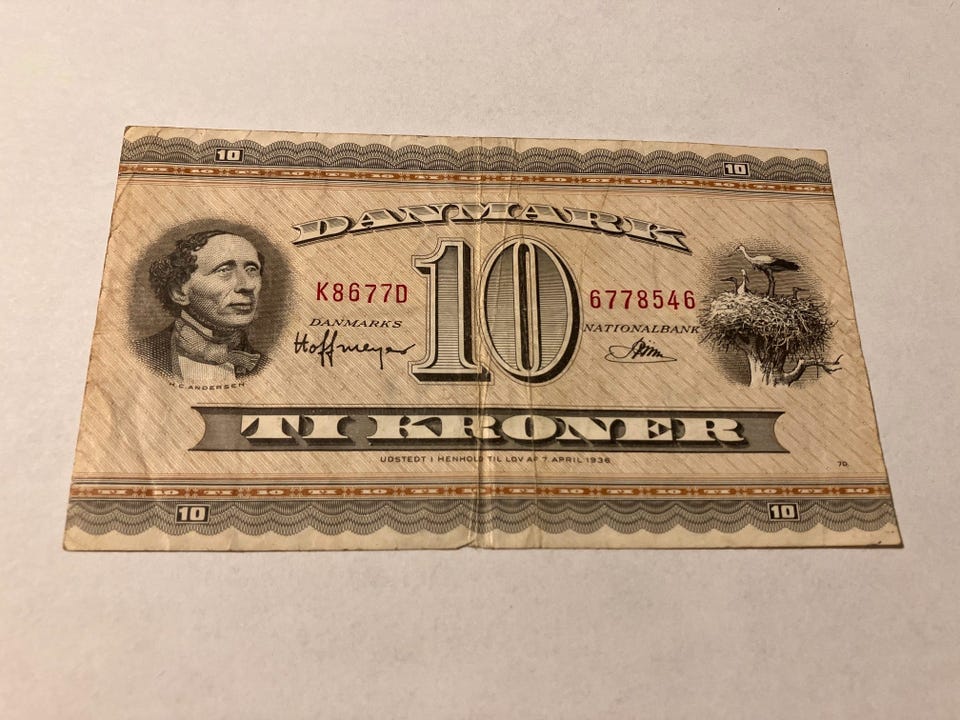 10 10
DANMARK
10
K8677D 6778546
DANMARKS NATIONALBANK
Hoffmeyer
H.C. ANDERSEN
TI KRONER
UDSTEDT I HENHOLD TIL LOV AF 7. APRIL 1936
70
10 10